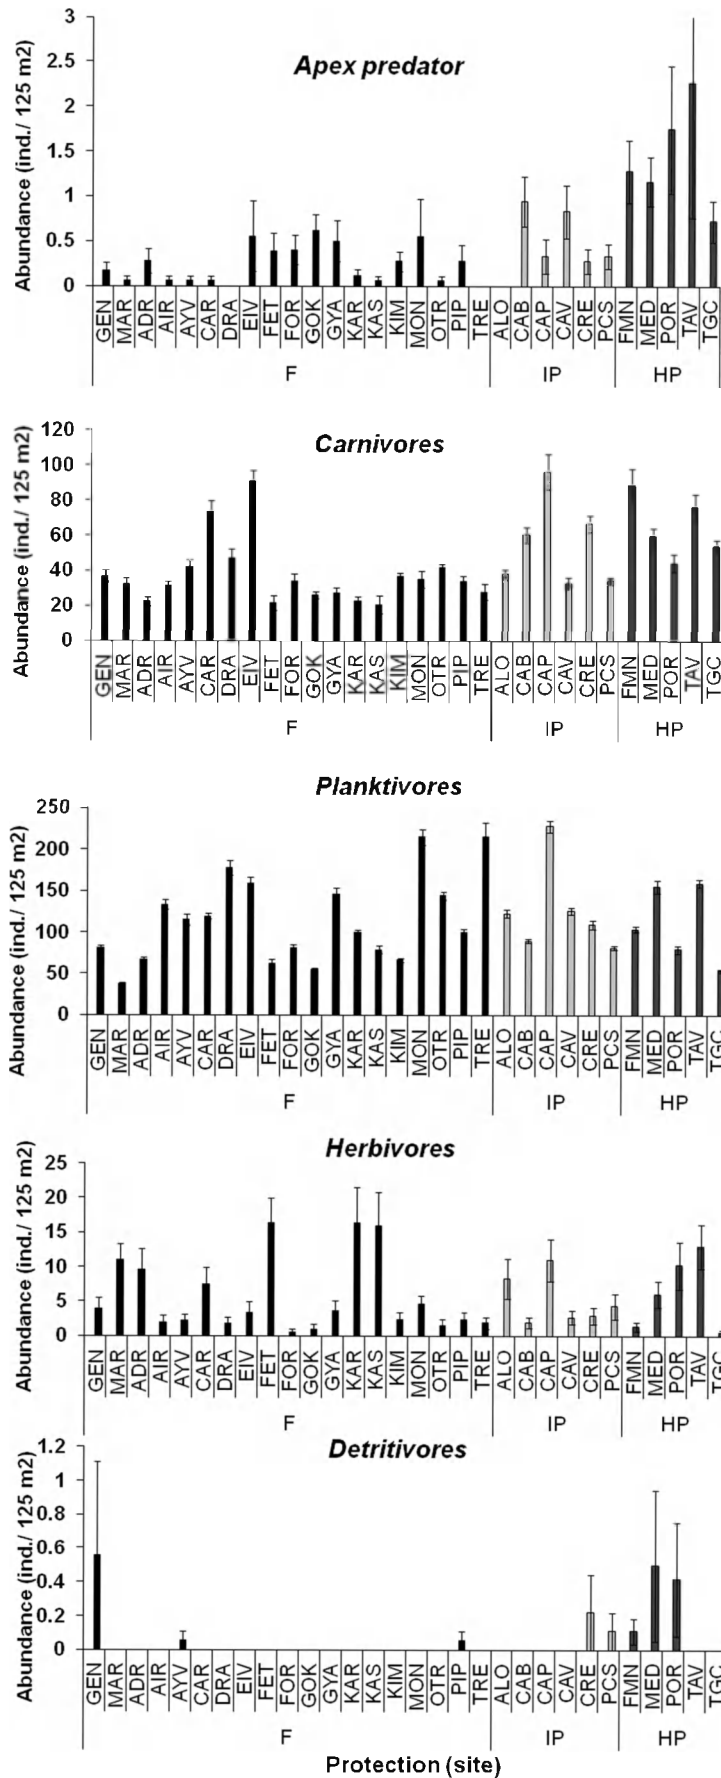 Apex predator
Abundance (ind./ 125 m2)
3
2.5
2
1.5
1
0.5
0
GEN MAR ADR AIR AYV CAR DRA EIV FET FOR GOK GYA KAR KAS KIM MON OTR PIP TRE ALO CAB CAP CAV CRE PCS FMN MED POR TAV TGC
F IP HP
Carnivores
Abundance (ind./ 125 m2)
120
100
80
60
40
20
0
GEN MAR ADR AIR AYV CAR DRA EIV FET FOR GOK GYA KAR KAS KIM MON OTR PIP TRE ALO CAB CAP CAV CRE PCS FMN MED POR TAV TGC
F IP HP
Planktivores
Abundance (ind./ 125 m2)
250
200
150
100
50
0
GEN MAR ADR AIR AYV CAR DRA EIV FET FOR GOK GYA KAR KAS KIM MON OTR PIP TRE ALO CAB CAP CAV CRE PCS FMN MED POR TAV TGC
F IP HP
Herbivores
Abundance (ind./ 125 m2)
25
20
15
10
5
0
GEN MAR ADR AIR AYV CAR DRA EIV FET FOR GOK GYA KAR KAS KIM MON OTR PIP TRE ALO CAB CAP CAV CRE PCS FMN MED POR TAV TGC
F IP HP
Detritivores
Abundance (ind./ 125 m2)
1.2
1
0.8
0.6
0.4
0.2
0
GEN MAR ADR AIR AYV CAR DRA EIV FET FOR GOK GYA KAR KAS KIM MON OTR PIP TRE ALO CAB CAP CAV CRE PCS FMN MED POR TAV TGC
F IP HP
Protection (site)